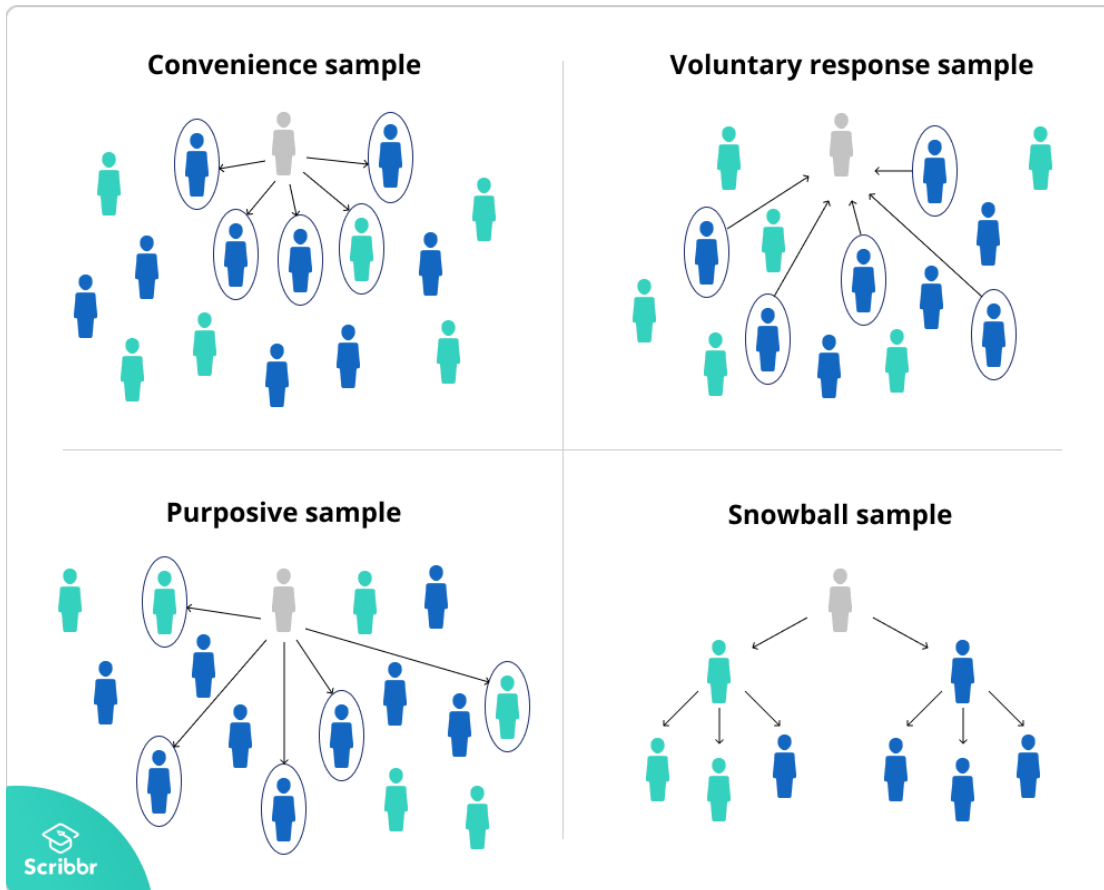 Convenience sample
Voluntary response sample
Purposive sample
Snowball sample
Scribbr